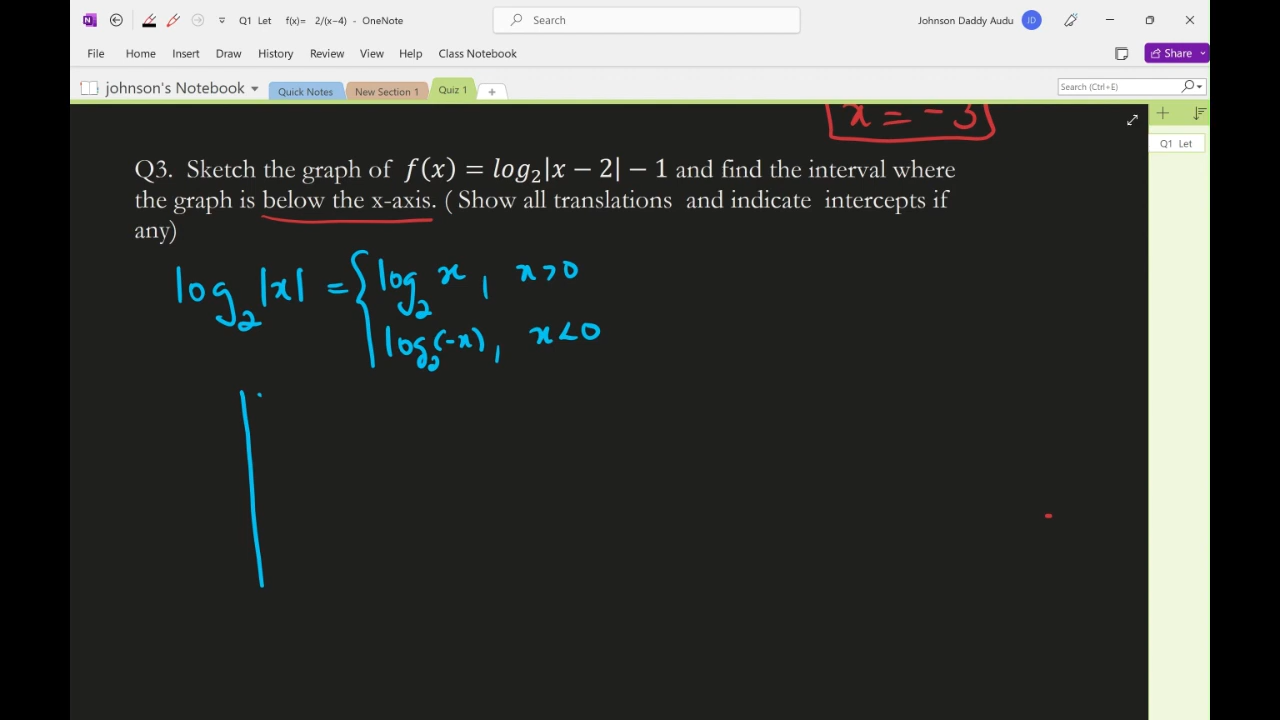 Q1 Let f(x)= 2/(x−4) - OneNote
Search
Johnson Daddy Audu JD
File Home Insert Draw History Review View Help Class Notebook
Share
johnson's Notebook
Quick Notes New Section 1 Quiz 1 +
Search (Ctrl+E)
Q1 Let
x = - 3
Q3. Sketch the graph of f(x) = log₂|x − 2| − 1 and find the interval where
the graph is below the x-axis. ( Show all translations and indicate intercepts if
any)
log₂|x| = { log₂ x , x > 0
log₂(-x) , x < 0